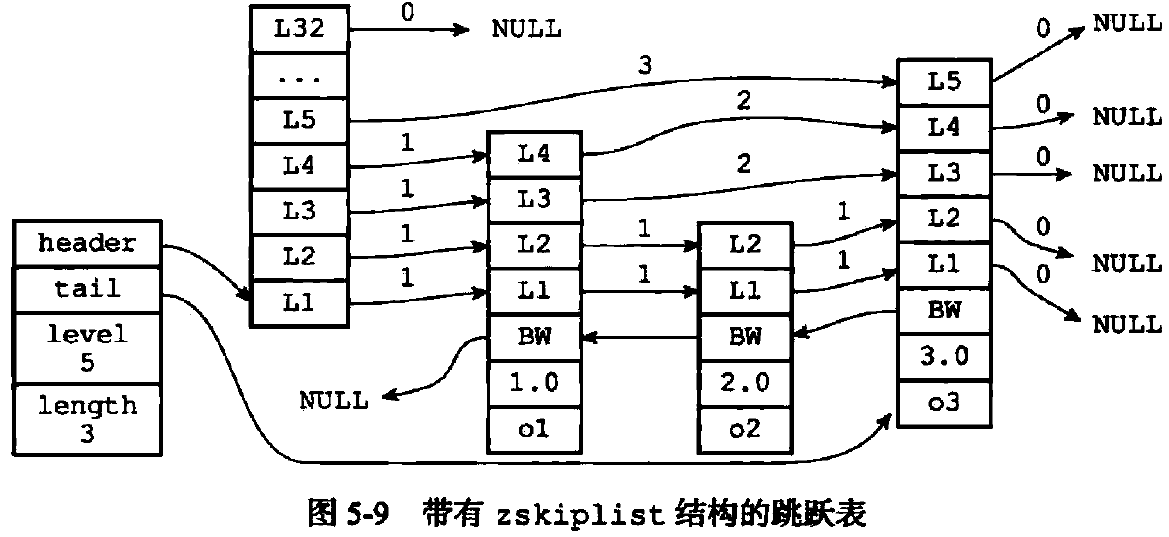 header
tail
level
5
length
3
L32
...
L5
L4
L3
L2
L1
0
NULL
3
1
1
1
1
L4
L3
L2
L1
BW
1.0
o1
NULL
2
2
1
1
L2
L1
BW
2.0
o2
1
1
L5
L4
L3
L2
L1
BW
3.0
o3
0
NULL
0
NULL
0
NULL
0
NULL
0
NULL
图 5-9 带有 zskiplist 结构的跳跃表